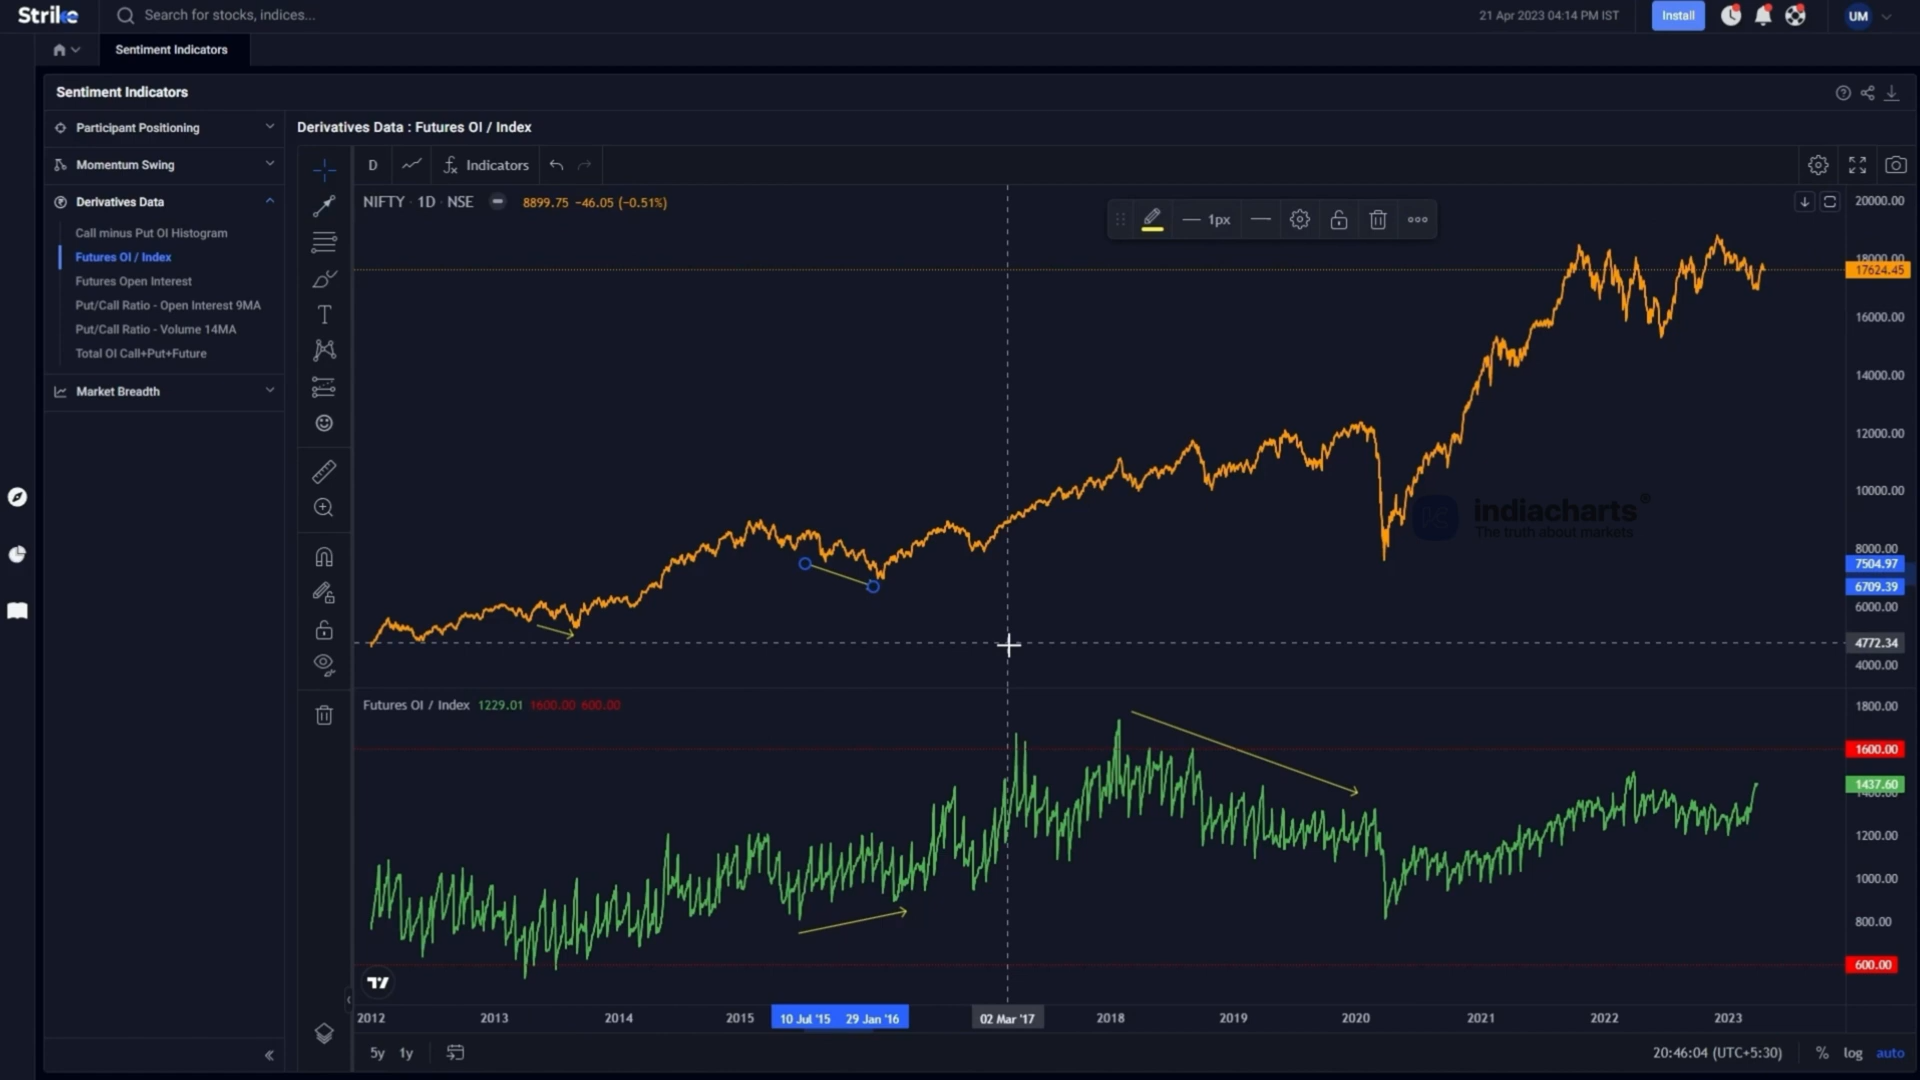 Strike
Search for stocks, indices...
21 Apr 2023 04:14 PM IST
Install
UM
Sentiment Indicators
Sentiment Indicators
Participant Positioning
Momentum Swing
Derivatives Data
Call minus Put OI Histogram
Futures OI / Index
Futures Open Interest
Put/Call Ratio - Open Interest 9MA
Put/Call Ratio - Volume 14MA
Total OI Call+Put+Future
Market Breadth
Derivatives Data : Futures OI / Index
D
Indicators
NIFTY · 1D · NSE
8899.75 −46.05 (−0.51%)
1px
20000.00
18000.00
17624.45
16000.00
14000.00
12000.00
10000.00
8000.00
7504.97
6709.39
6000.00
4772.34
4000.00
indiacharts®
The truth about markets
Futures OI / Index 1229.01 1600.00 600.00
1800.00
1600.00
1437.60
1400.00
1200.00
1000.00
800.00
600.00
2012
2013
2014
2015
10 Jul '15
29 Jan '16
02 Mar '17
2018
2019
2020
2021
2022
2023
5y
1y
20:46:04 (UTC+5:30)
%
log
auto